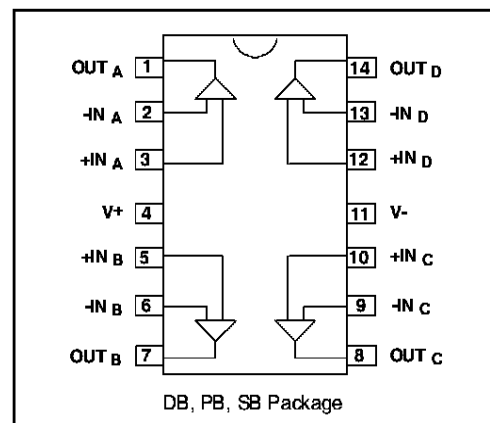 OUT A 1 14 OUT D
-IN A 2 13 -IN D
+IN A 3 12 +IN D
V+ 4 11 V-
+IN B 5 10 +IN C
-IN B 6 9 -IN C
OUT B 7 8 OUT C
DB, PB, SB Package